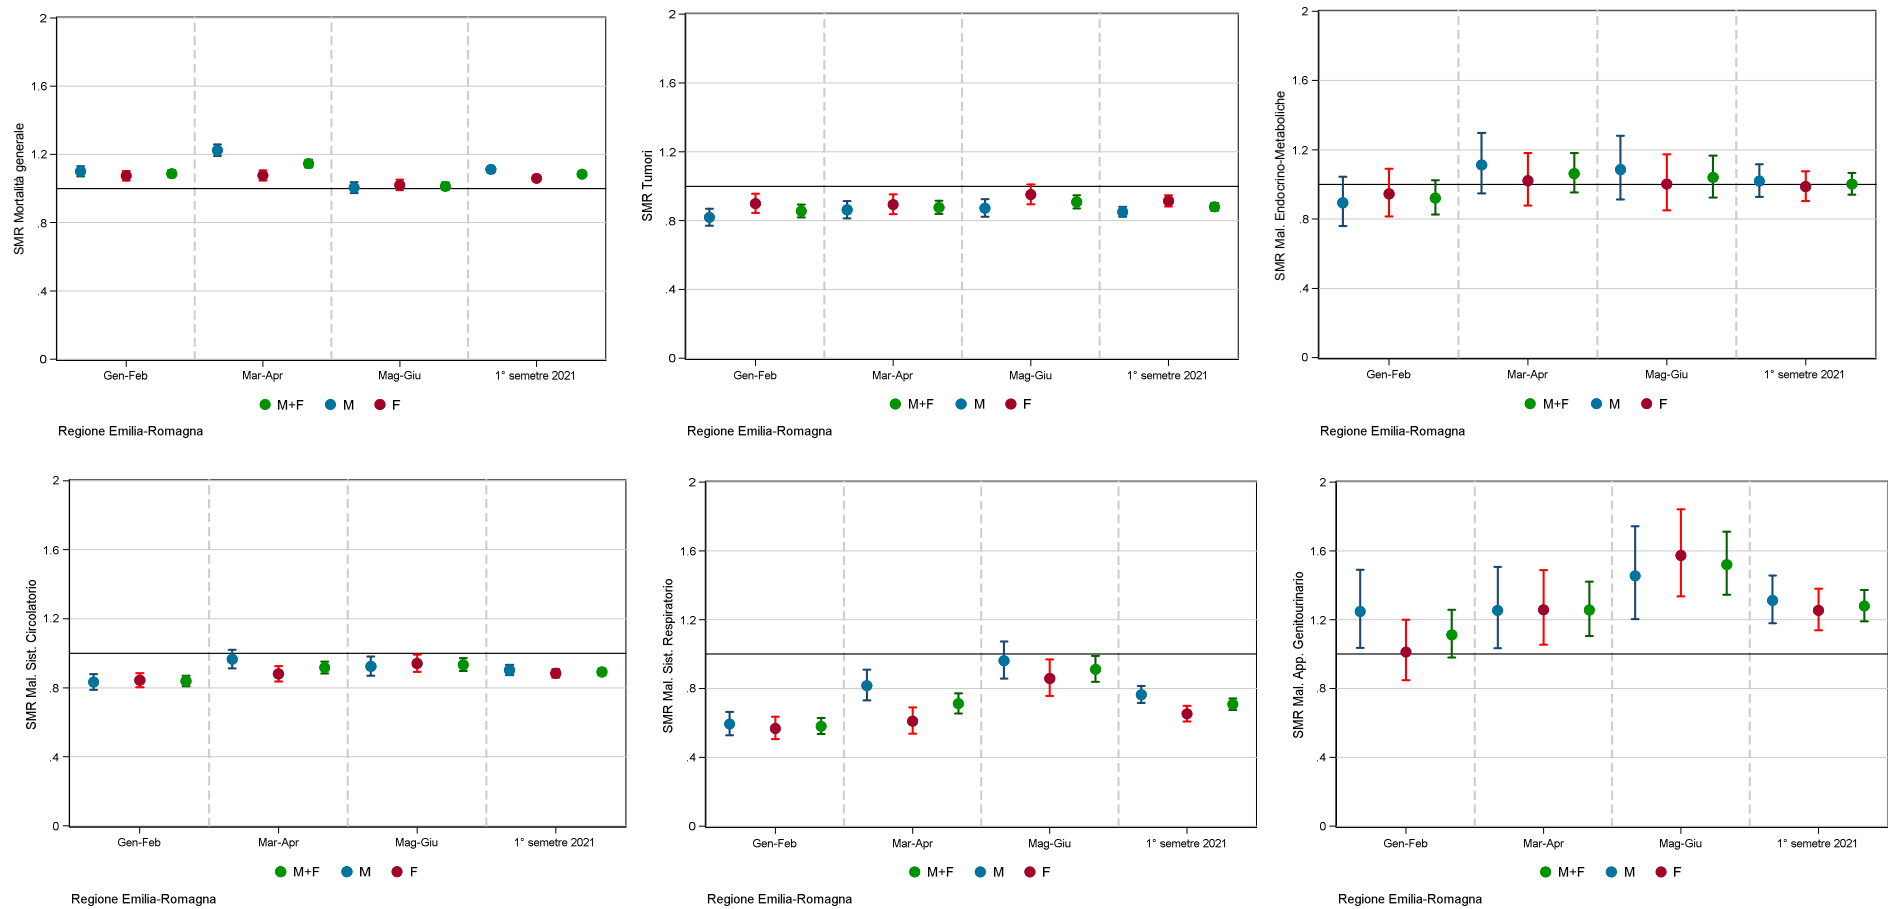 SMR Mortalità generale
2
1.6
1.2
1
.8
.4
0
Gen-Feb Mar-Apr Mag-Giu 1° semetre 2021
M+F M F
Regione Emilia-Romagna
SMR Tumori
2
1.6
1.2
1
.8
.4
0
Gen-Feb Mar-Apr Mag-Giu 1° semetre 2021
M+F M F
Regione Emilia-Romagna
SMR Mal. Endocrino-Metaboliche
2
1.6
1.2
1
.8
.4
0
Gen-Feb Mar-Apr Mag-Giu 1° semetre 2021
M+F M F
Regione Emilia-Romagna
SMR Mal. Sist. Circolatorio
2
1.6
1.2
1
.8
.4
0
Gen-Feb Mar-Apr Mag-Giu 1° semetre 2021
M+F M F
Regione Emilia-Romagna
SMR Mal. Sist. Respiratorio
2
1.6
1.2
1
.8
.4
0
Gen-Feb Mar-Apr Mag-Giu 1° semetre 2021
M+F M F
Regione Emilia-Romagna
SMR Mal. App. Genitourinario
2
1.6
1.2
1
.8
.4
0
Gen-Feb Mar-Apr Mag-Giu 1° semetre 2021
M+F M F
Regione Emilia-Romagna